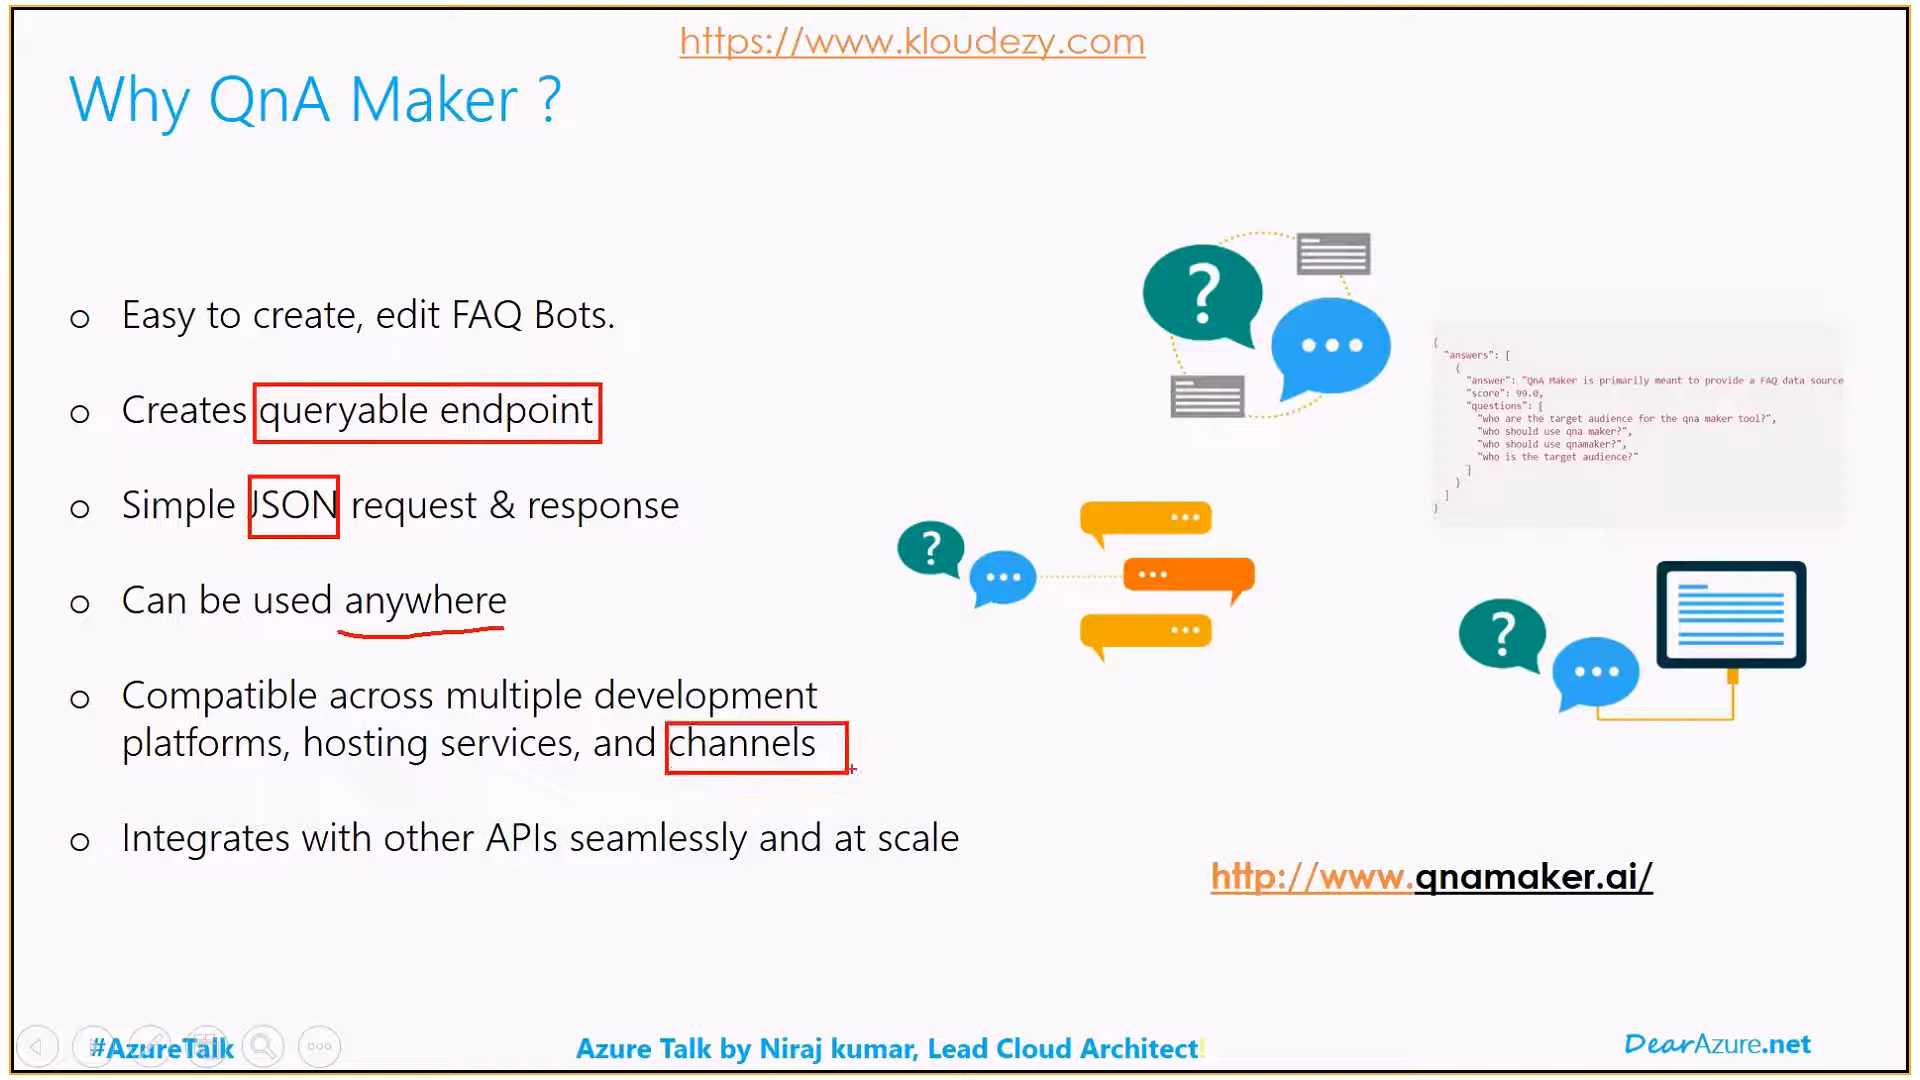 https://www.kloudezy.com
Why QnA Maker ?
Easy to create, edit FAQ Bots.
Creates queryable endpoint
Simple JSON request & response
Can be used anywhere
Compatible across multiple development
platforms, hosting services, and channels
Integrates with other APIs seamlessly and at scale
{
"answers": [
{
"answer": "QnA Maker is primarily meant to provide a FAQ data source
"score": 99.0,
"questions": [
"who are the target audience for the qna maker tool?",
"who should use qna maker?",
"who should use qnamaker?",
"who is the target audience?"
]
}
]
}
http://www.qnamaker.ai/
#AzureTalk
Azure Talk by Niraj kumar, Lead Cloud Architect!
DearAzure.net